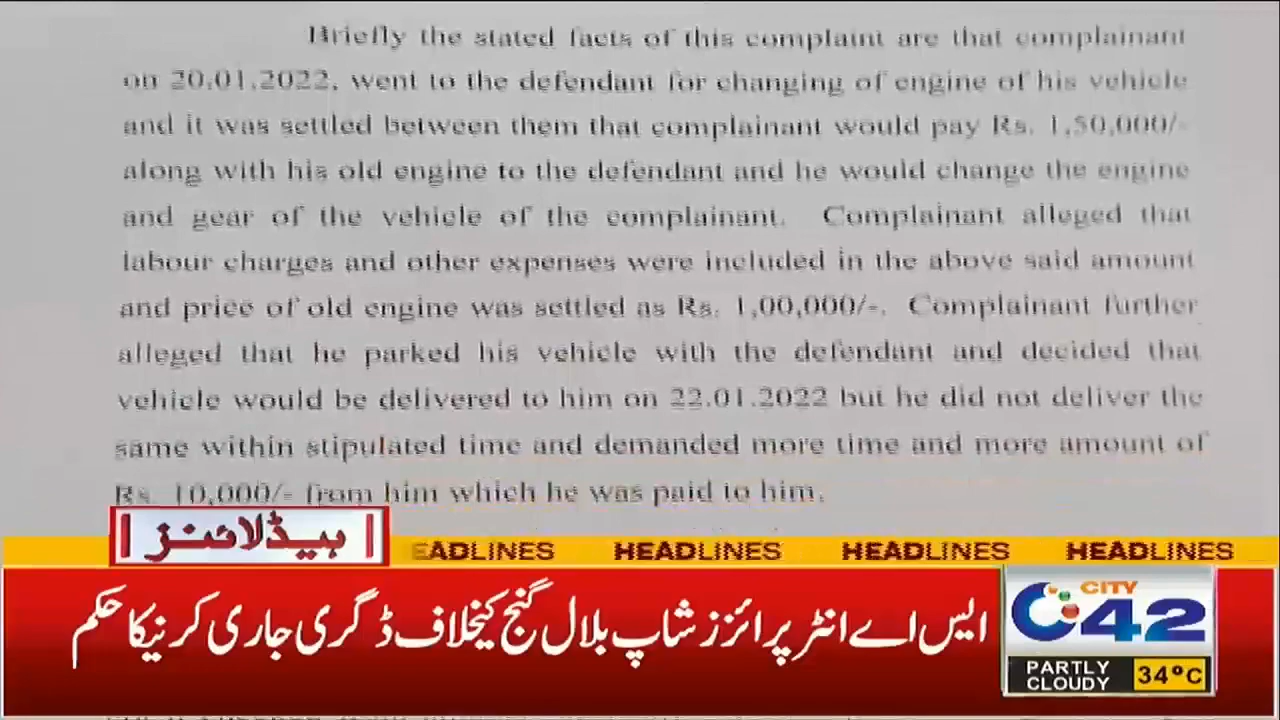 Briefly the stated facts of this complaint are that complainant
on 20.01.2022, went to the defendant for changing of engine of his vehicle
and it was settled between them that complainant would pay Rs. 1,50,000/-
along with his old engine to the defendant and he would change the engine
and gear of the vehicle of the complainant. Complainant alleged that
labour charges and other expenses were included in the above said amount
and price of old engine was settled as Rs. 1,00,000/-. Complainant further
alleged that he parked his vehicle with the defendant and decided that
vehicle would be delivered to him on 22.01.2022 but he did not deliver the
same within stipulated time and demanded more time and more amount of
Rs. 10,000/- from him which he was paid to him.
ہیڈلائنز
EADLINES HEADLINES HEADLINES HEADLINES
ایس اے انٹرپرائزز شاپ بلال گنج کیخلاف ڈگری جاری کرنیکا حکم
CITY
42
PARTLY
CLOUDY
34°C